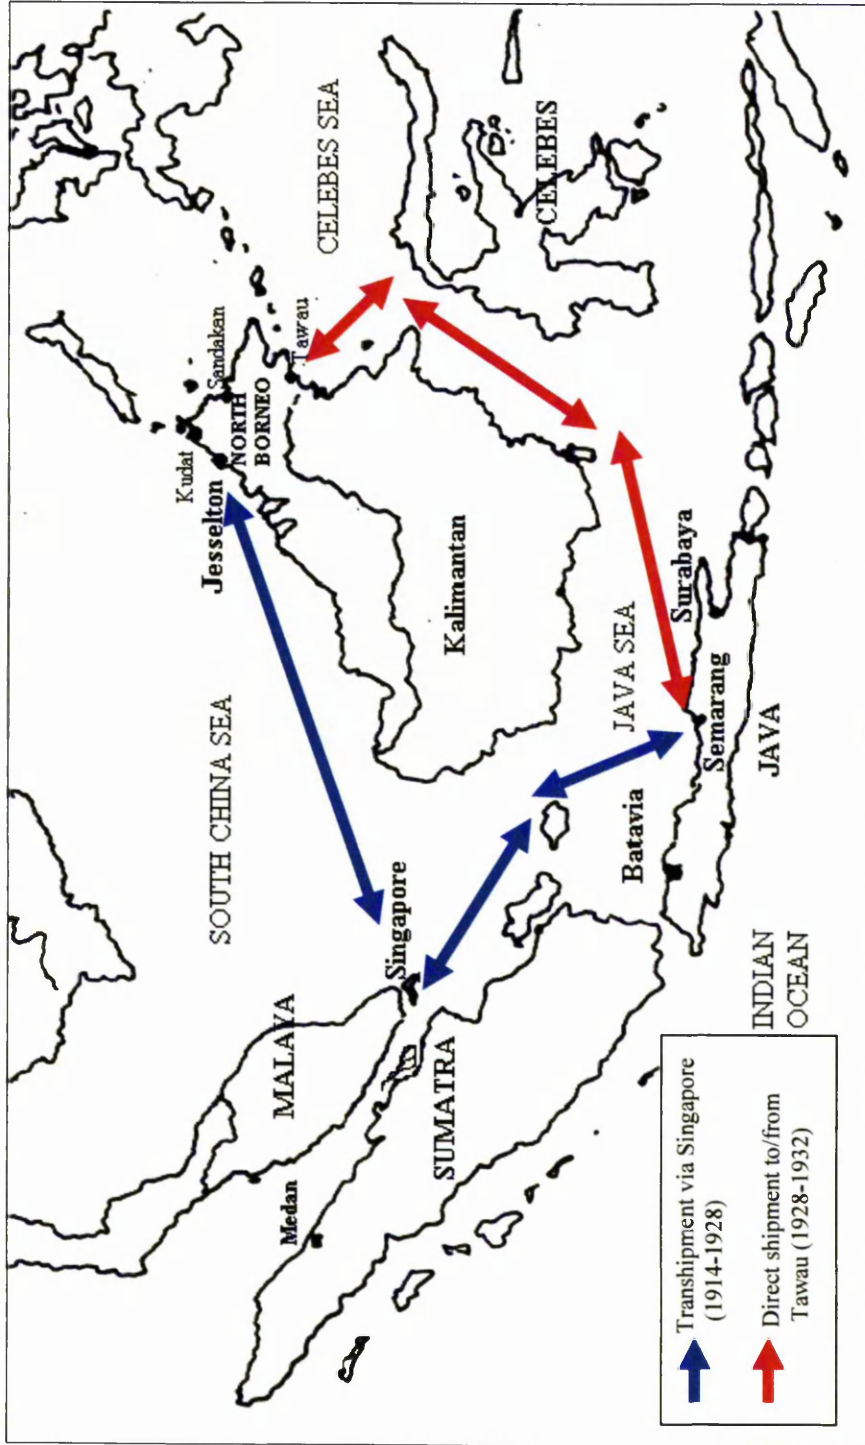 SOUTH CHINA SEA
CELEBES SEA
Kudat
Sandakan
Jesselton
NORTH
BORNEO
Tawau
MALAYA
Medan
Singapore
SUMATRA
Kalimantan
CELEBES
JAVA SEA
Batavia
Semarang
Surabaya
JAVA
INDIAN
OCEAN
Transhipment via Singapore
(1914-1928)
Direct shipment to/from
Tawau (1928-1932)